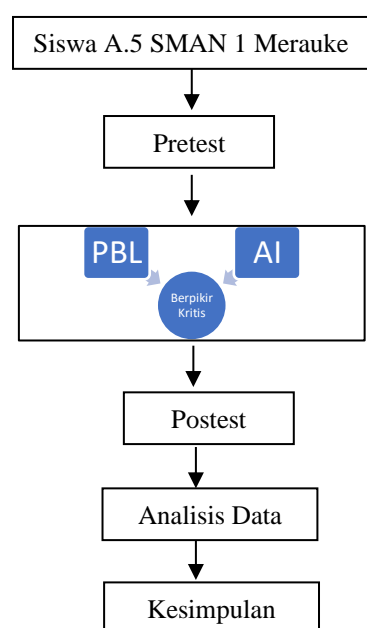 Siswa A.5 SMAN 1 Merauke
Pretest
PBL
AI
Berpikir
Kritis
Postest
Analisis Data
Kesimpulan